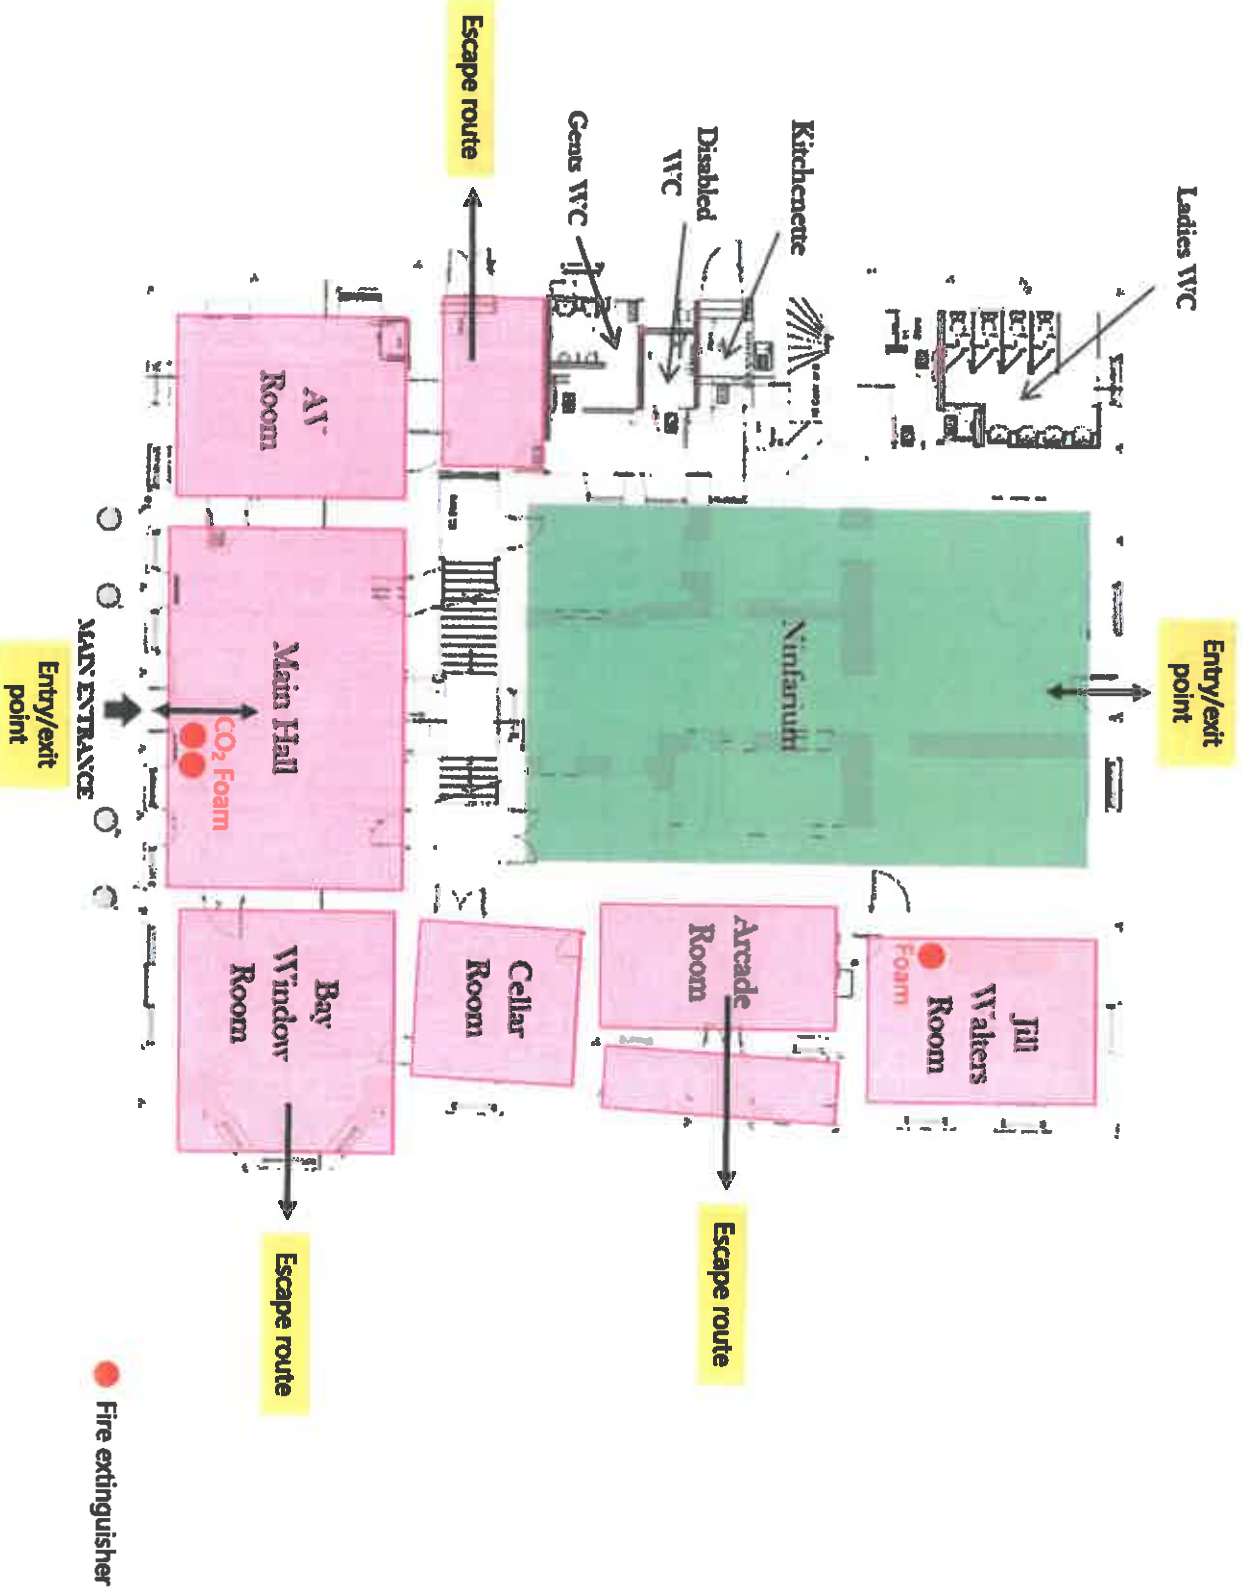 Entry/exit
point
Ladies WC
Jill
Walters
Room
Foam
Kitchenette
Ninfarium
Arcade
Room
Escape route
Disabled
WC
Gents WC
Cellar
Room
Escape route
AV
Room
Main Hall
Bay
Window
Room
Escape route
CO₂ Foam
Fire extinguisher
MAIN ENTRANCE
Entry/exit
point